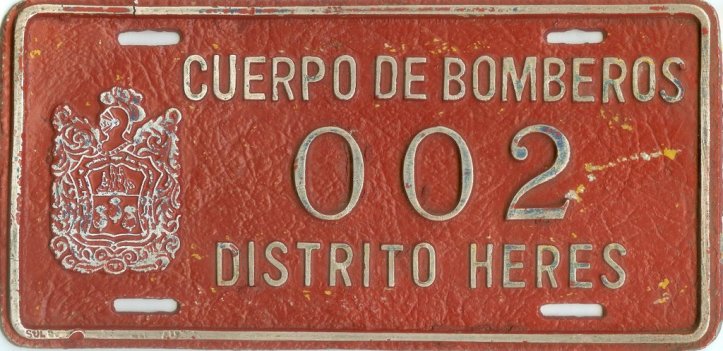 CUERPO DE BOMBEROS
002
DISTRITO HERES